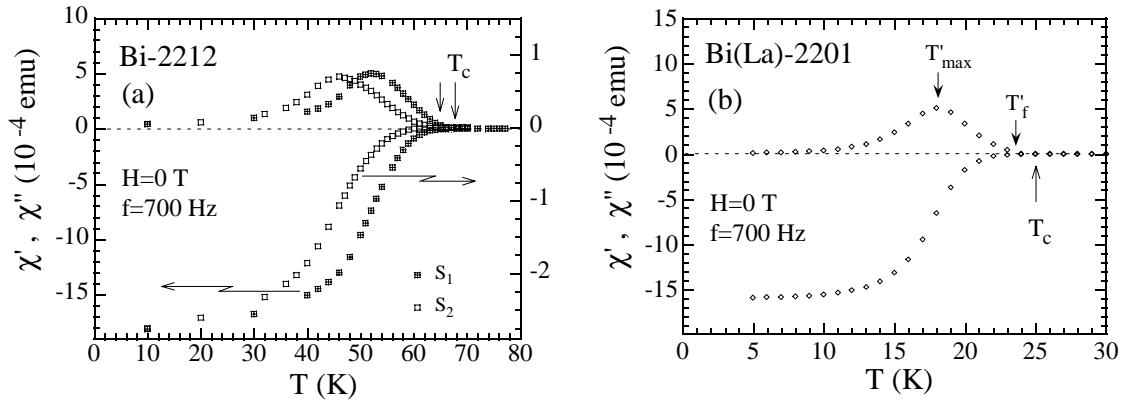 Bi-2212
(a)
T_c
H=0 T
f=700 Hz
S_1
S_2
χ' , χ'' (10^-4 emu)
10
5
0
-5
-10
-15
1
0
-1
-2
0 10 20 30 40 50 60 70 80
T (K)
Bi(La)-2201
(b)
T'_max
T'_f
T_c
H=0 T
f=700 Hz
χ' , χ'' (10^-4 emu)
15
10
5
0
-5
-10
-15
0 5 10 15 20 25 30
T (K)